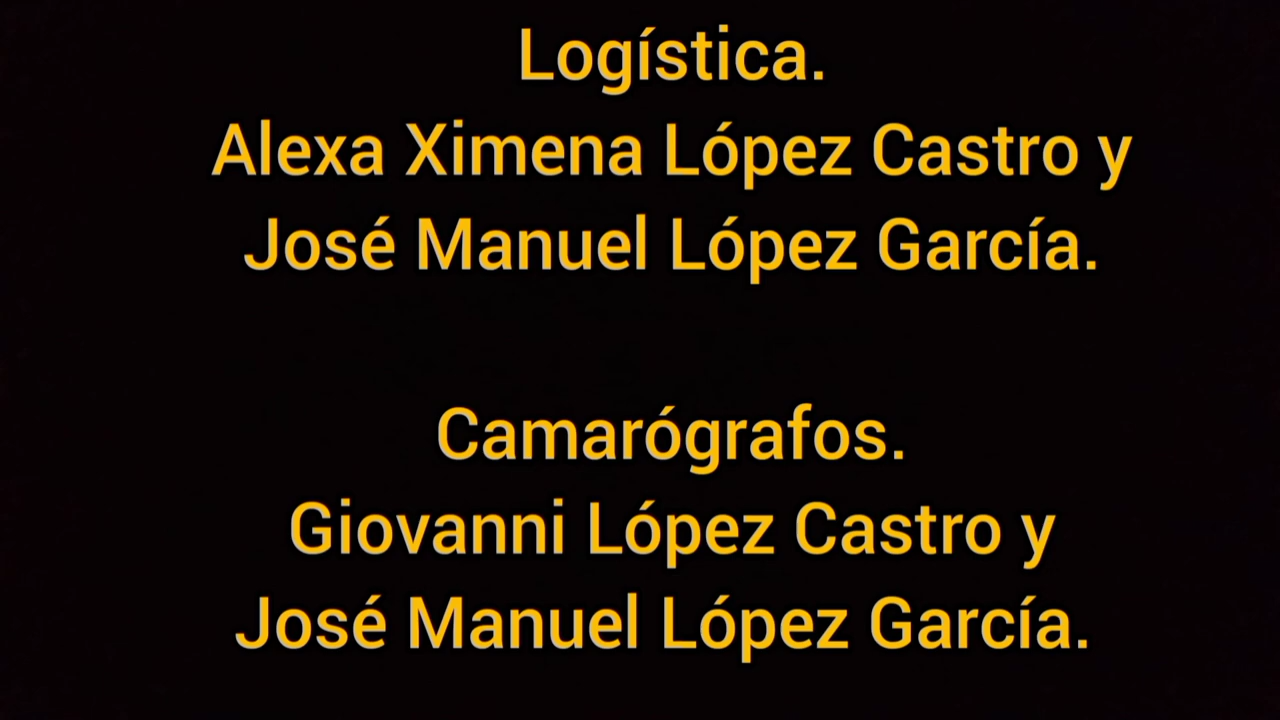 Logística.
Alexa Ximena López Castro y
José Manuel López García.
Camarógrafos.
Giovanni López Castro y
José Manuel López García.